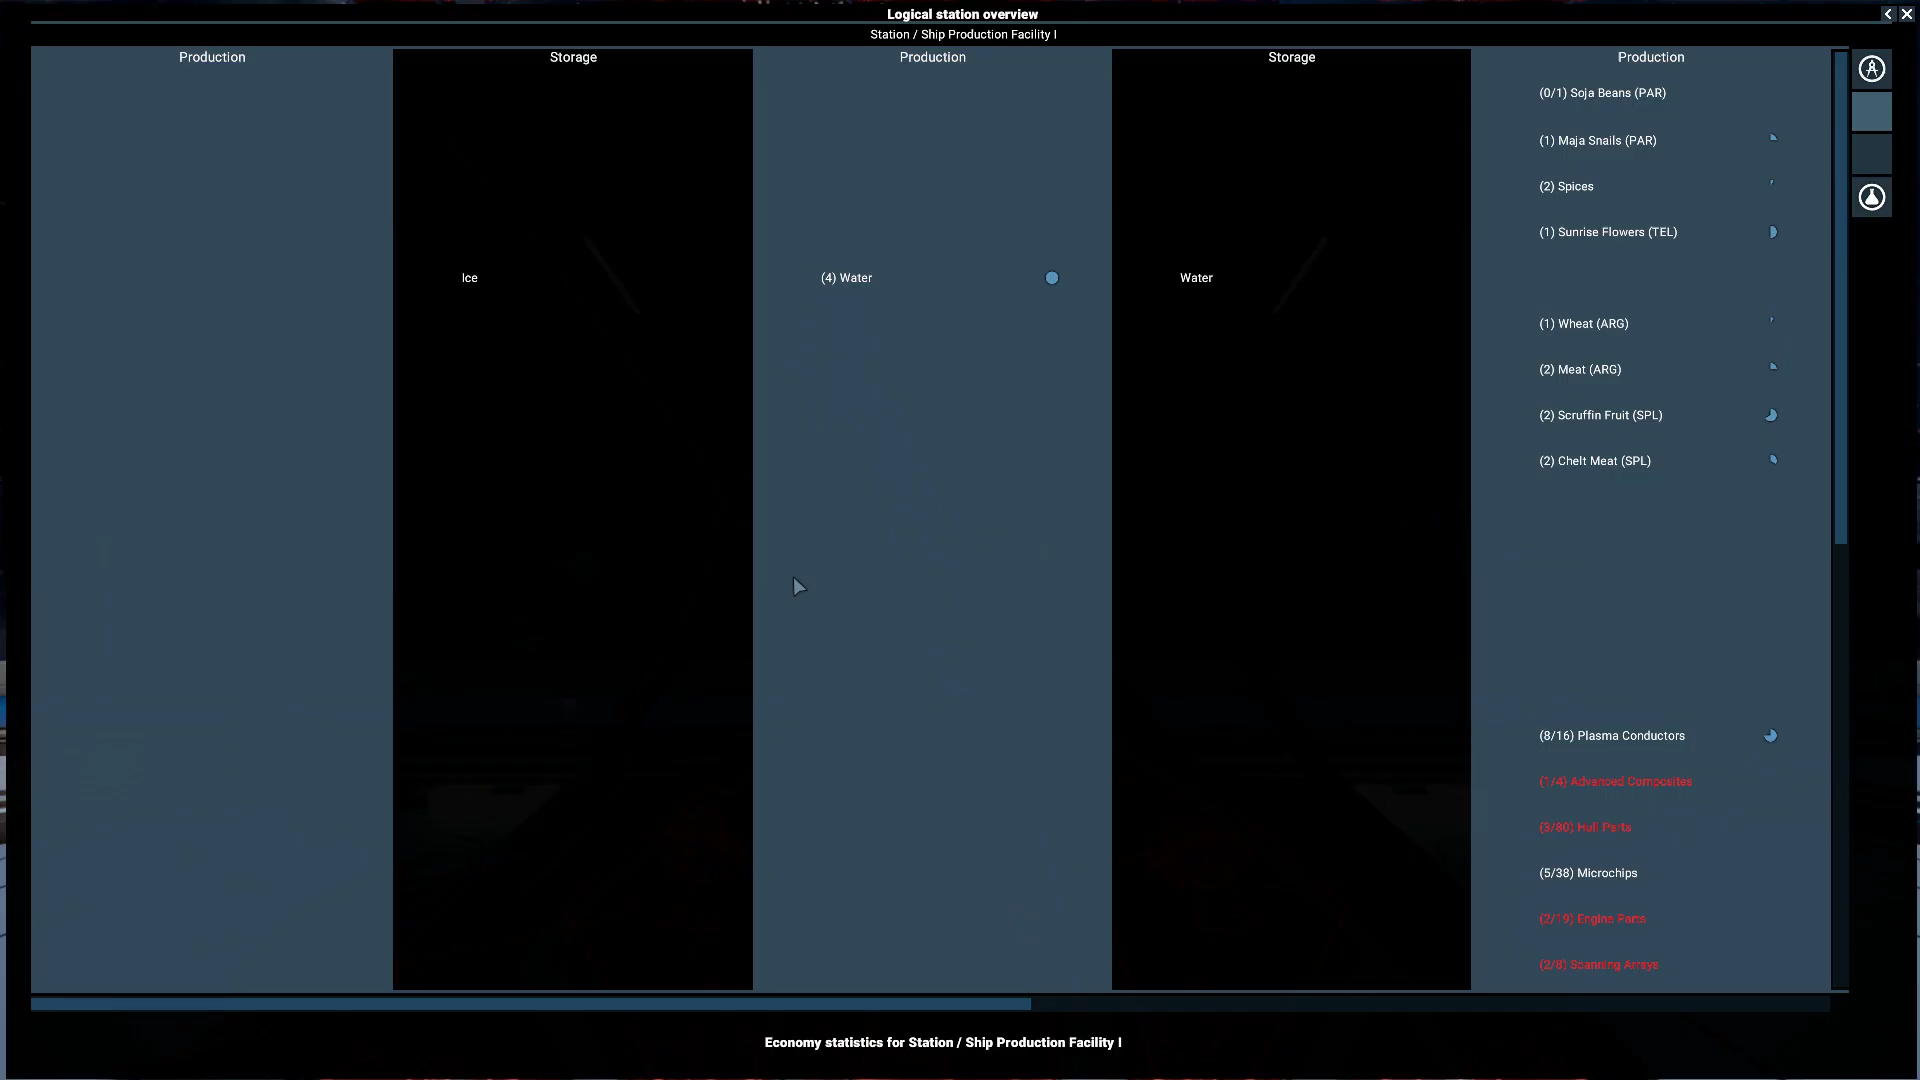 Logical station overview
Station / Ship Production Facility I
Production
Storage
Production
Storage
Production
(0/1) Soja Beans (PAR)
(1) Maja Snails (PAR)
(2) Spices
(1) Sunrise Flowers (TEL)
Ice
(4) Water
Water
(1) Wheat (ARG)
(2) Meat (ARG)
(2) Scruffin Fruit (SPL)
(2) Chelt Meat (SPL)
(8/16) Plasma Conductors
(1/4) Advanced Composites
(3/80) Hull Parts
(5/38) Microchips
(2/19) Engine Parts
(2/8) Scanning Arrays
Economy statistics for Station / Ship Production Facility I